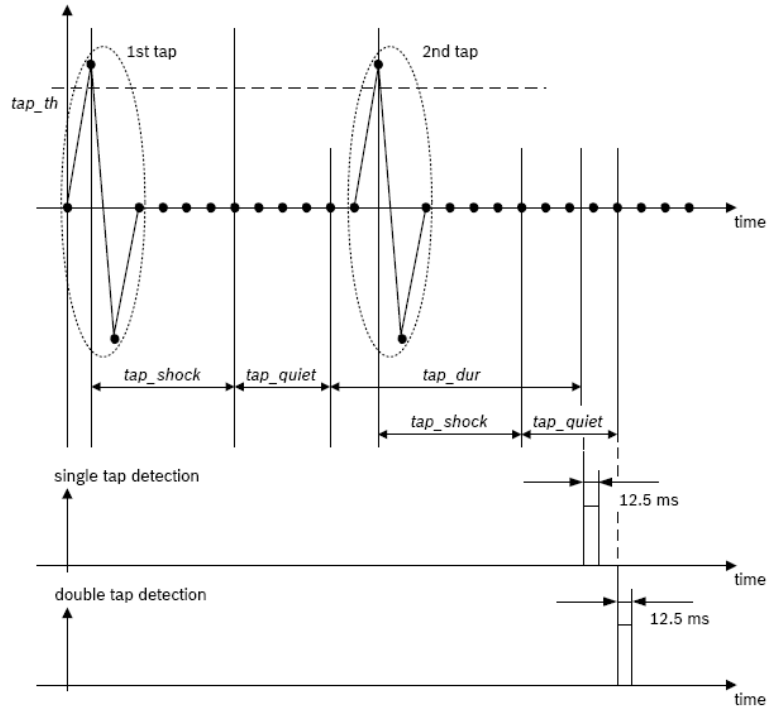 1st tap
2nd tap
tap_th
time
tap_shock
tap_quiet
tap_dur
tap_shock
tap_quiet
single tap detection
12.5 ms
time
double tap detection
12.5 ms
time